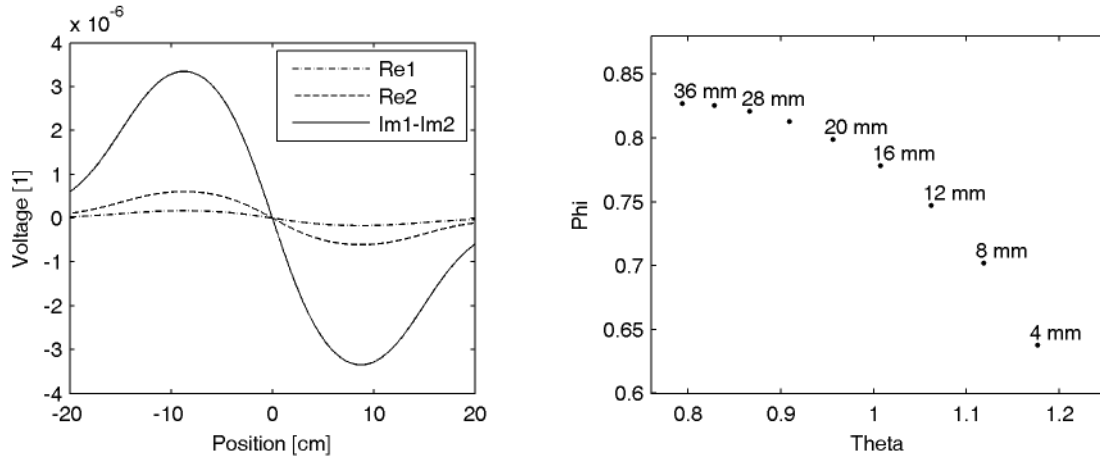 x 10-6
4
3
2
1
0
-1
-2
-3
-4
-20
-10
0
10
20
Voltage [1]
Position [cm]
Re1
Re2
Im1-Im2
0.85
0.8
0.75
0.7
0.65
0.6
0.8
0.9
1
1.1
1.2
Phi
Theta
36 mm
28 mm
20 mm
16 mm
12 mm
8 mm
4 mm